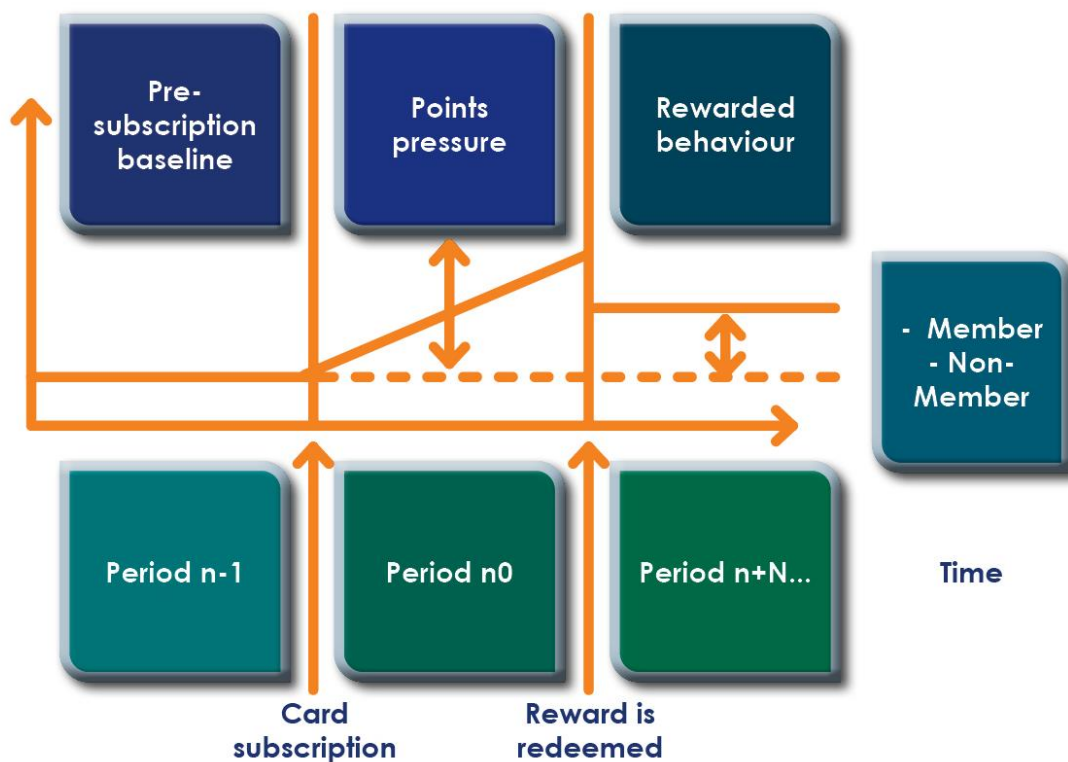 Pre-
subscription
baseline
Points
pressure
Rewarded
behaviour
- Member
- Non-
Member
Period n-1
Period n0
Period n+N...
Time
Card
subscription
Reward is
redeemed